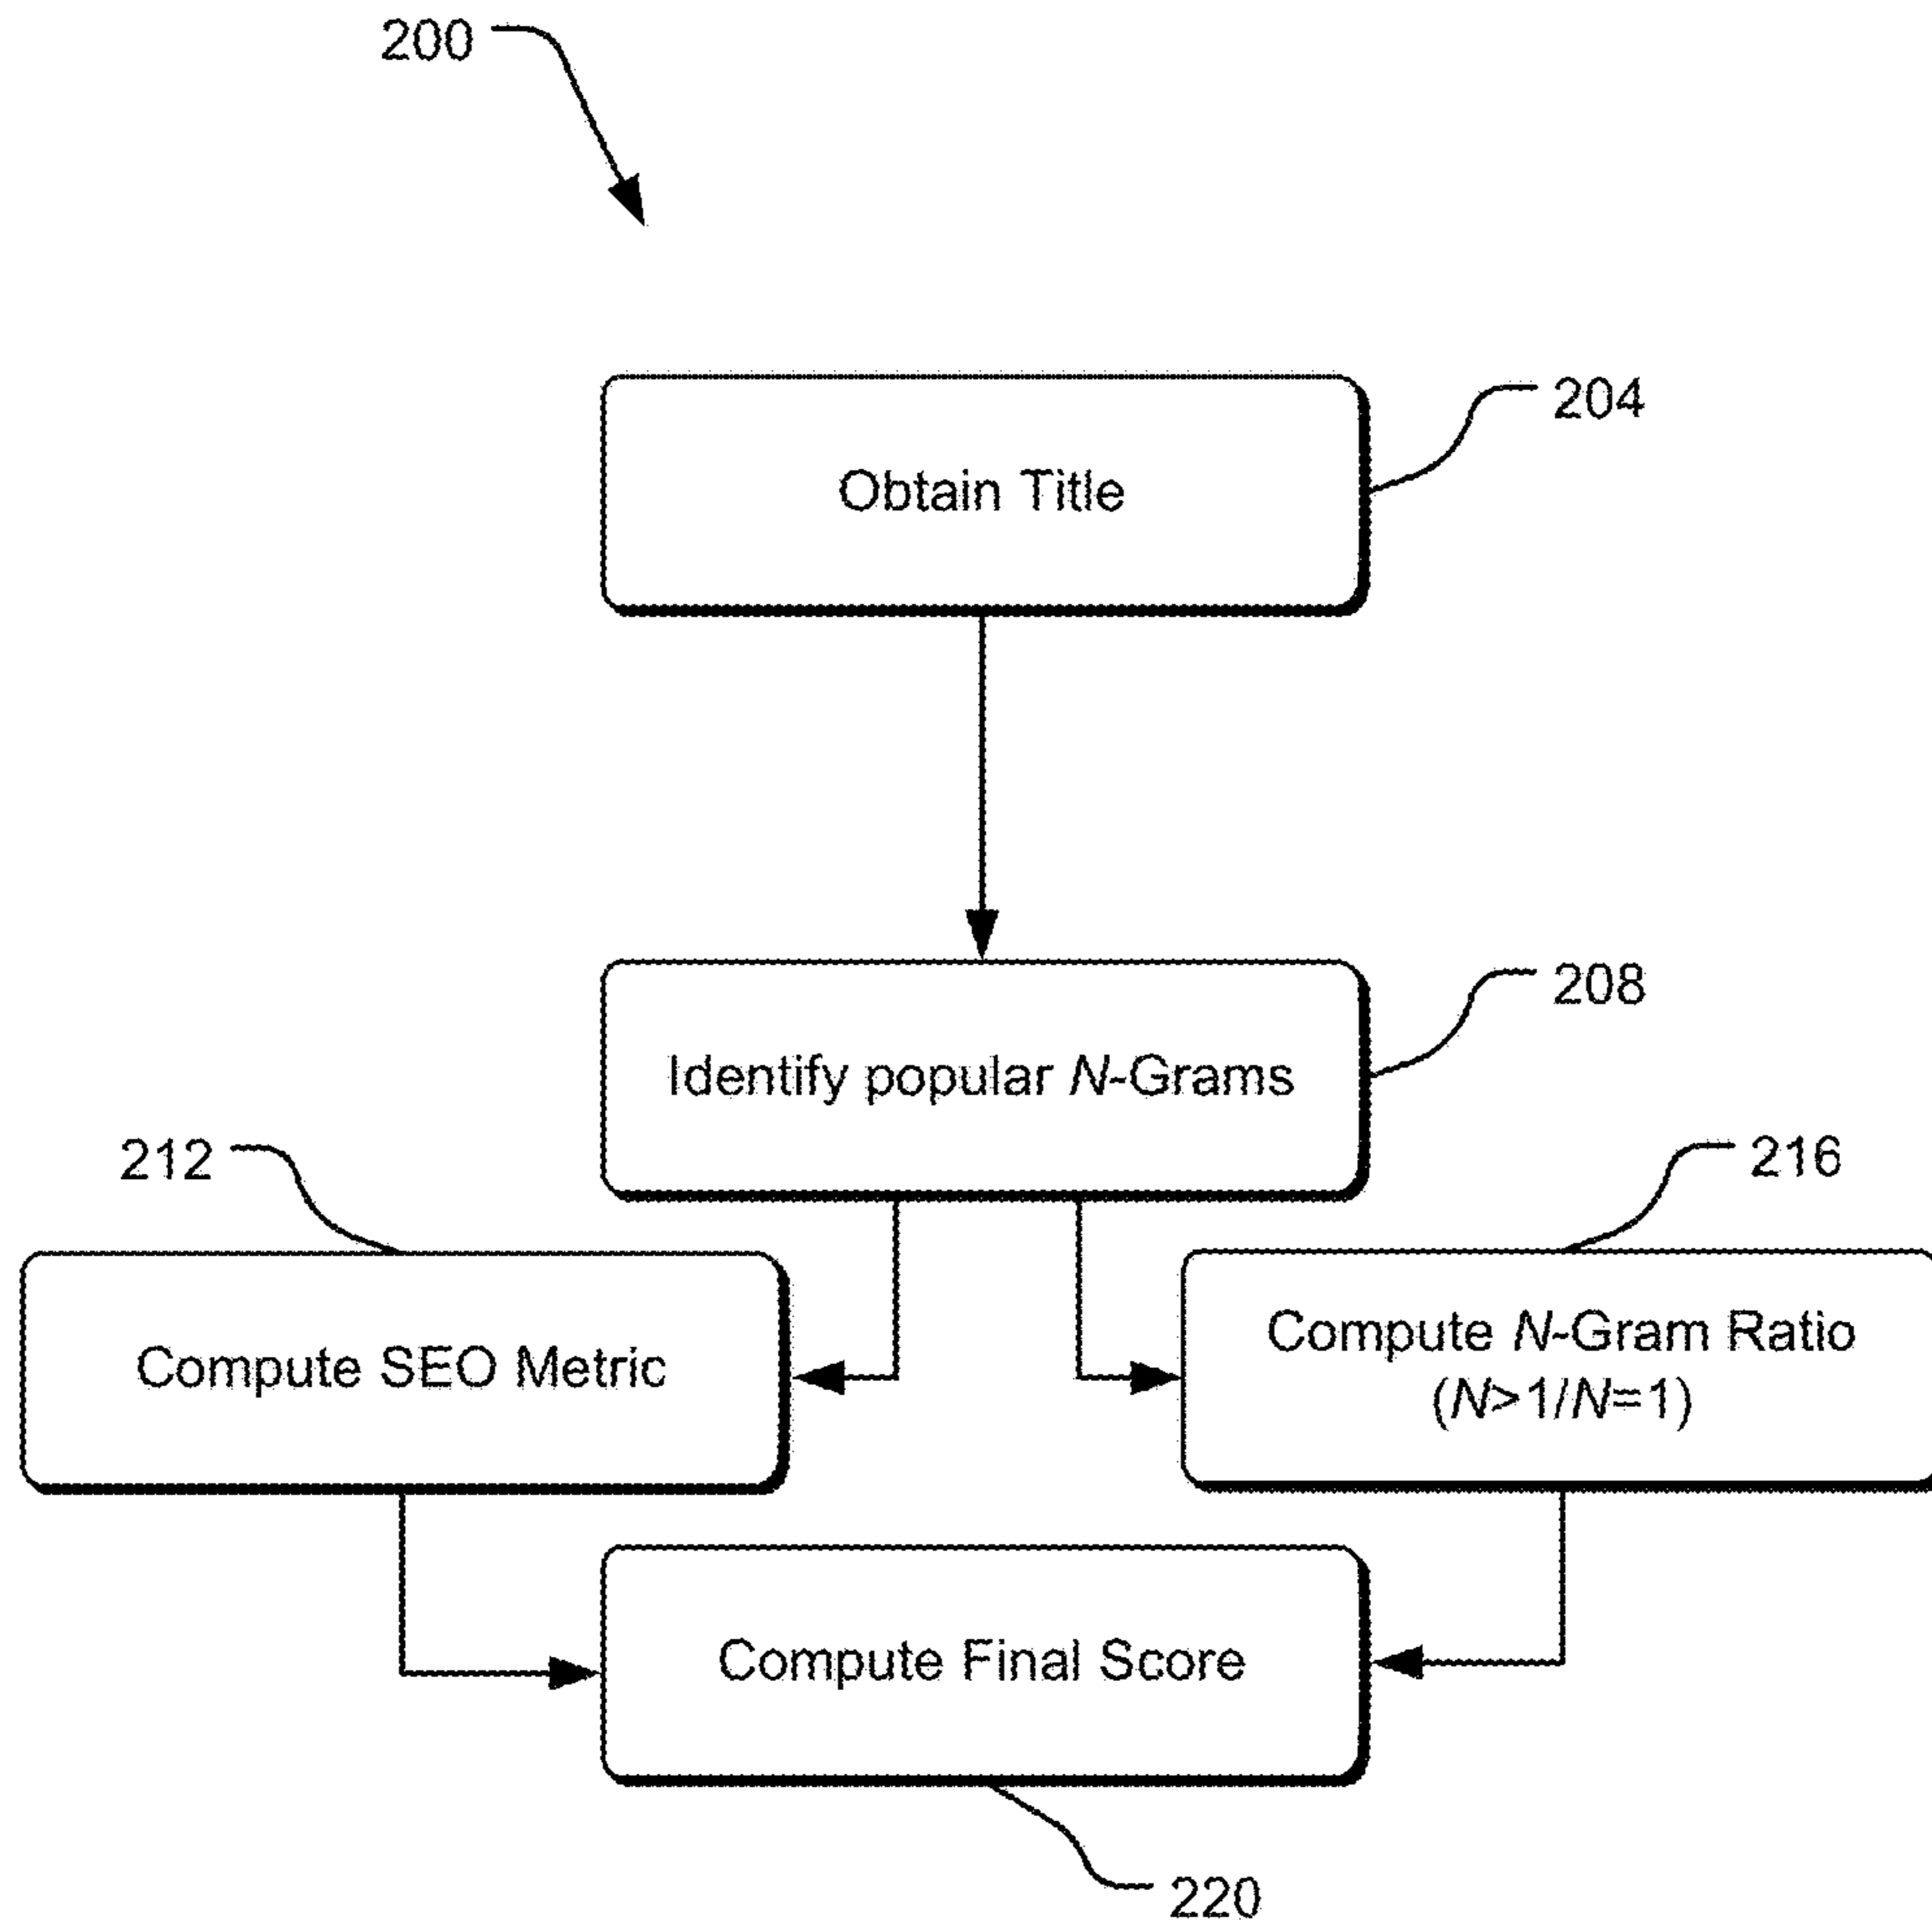 200
204
Obtain Title
208
Identify popular N-Grams
212
216
Compute SEO Metric
Compute N-Gram Ratio
(N>1/N=1)
Compute Final Score
220